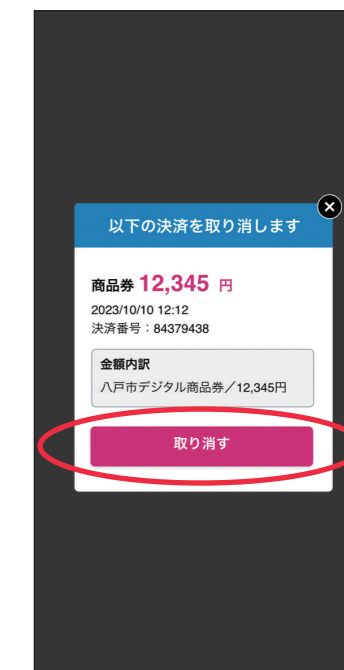 以下の決済を取り消します
商品券 12,345 円
2023/10/10 12:12
決済番号：84379438
金額内訳
八戸市デジタル商品券／12,345円
取り消す